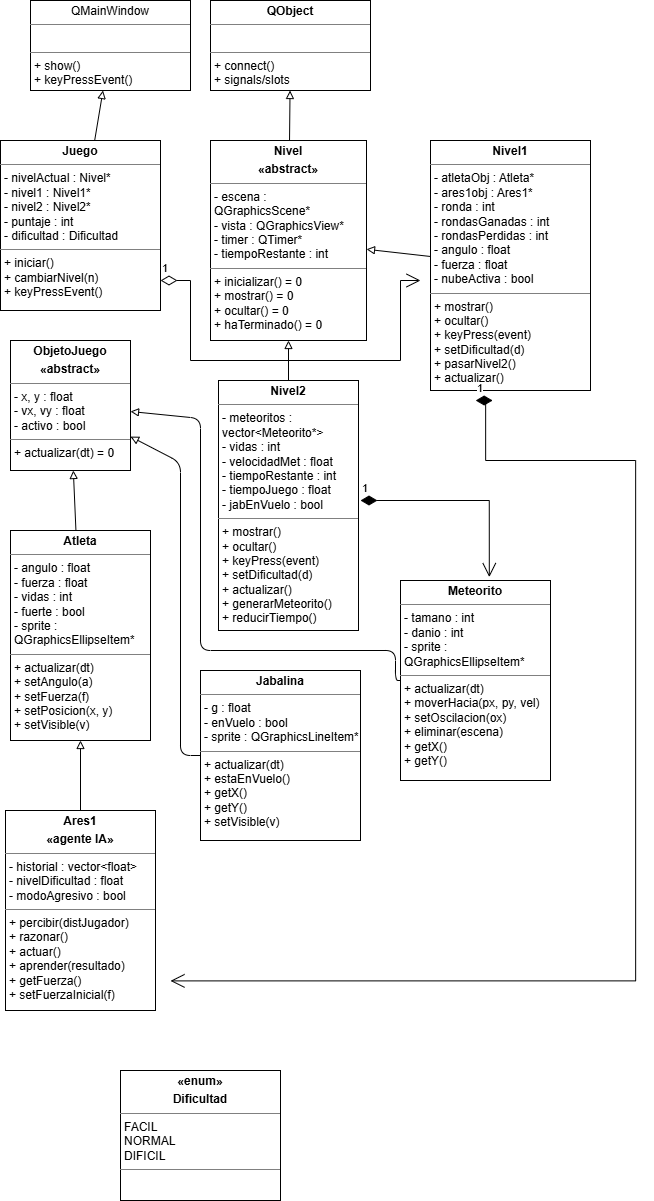 QMainWindow
+ show()
+ keyPressEvent()
QObject
+ connect()
+ signals/slots
Juego
- nivelActual : Nivel*
- nivel1 : Nivel1*
- nivel2 : Nivel2*
- puntaje : int
- dificultad : Dificultad
+ iniciar()
+ cambiarNivel(n)
+ keyPressEvent()
1
Nivel
«abstract»
- escena :
QGraphicsScene*
- vista : QGraphicsView*
- timer : QTimer*
- tiempoRestante : int
+ inicializar() = 0
+ mostrar() = 0
+ ocultar() = 0
+ haTerminado() = 0
Nivel1
- atletaObj : Atleta*
- ares1obj : Ares1*
- ronda : int
- rondasGanadas : int
- rondasPerdidas : int
- angulo : float
- fuerza : float
- nubeActiva : bool
+ mostrar()
+ ocultar()
+ keyPress(event)
+ setDificultad(d)
+ pasarNivel2()
+ actualizar()
1
ObjetoJuego
«abstract»
- x, y : float
- vx, vy : float
- activo : bool
+ actualizar(dt) = 0
Nivel2
- meteoritos :
vector<Meteorito*>
- vidas : int
- velocidadMet : float
- tiempoRestante : int
- tiempoJuego : float
- jabEnVuelo : bool
+ mostrar()
+ ocultar()
+ keyPress(event)
+ setDificultad(d)
+ actualizar()
+ generarMeteorito()
+ reducirTiempo()
1
Atleta
- angulo : float
- fuerza : float
- vidas : int
- fuerte : bool
- sprite :
QGraphicsEllipseItem*
+ actualizar(dt)
+ setAngulo(a)
+ setFuerza(f)
+ setPosicion(x, y)
+ setVisible(v)
Meteorito
- tamano : int
- danio : int
- sprite :
QGraphicsEllipseItem*
+ actualizar(dt)
+ moverHacia(px, py, vel)
+ setOscilacion(ox)
+ eliminar(escena)
+ getX()
+ getY()
Jabalina
- g : float
- enVuelo : bool
- sprite : QGraphicsLineItem*
+ actualizar(dt)
+ estaEnVuelo()
+ getX()
+ getY()
+ setVisible(v)
Ares1
«agente IA»
- historial : vector<float>
- nivelDificultad : float
- modoAgresivo : bool
+ percibir(distJugador)
+ razonar()
+ actuar()
+ aprender(resultado)
+ getFuerza()
+ setFuerzaInicial(f)
«enum»
Dificultad
FACIL
NORMAL
DIFICIL